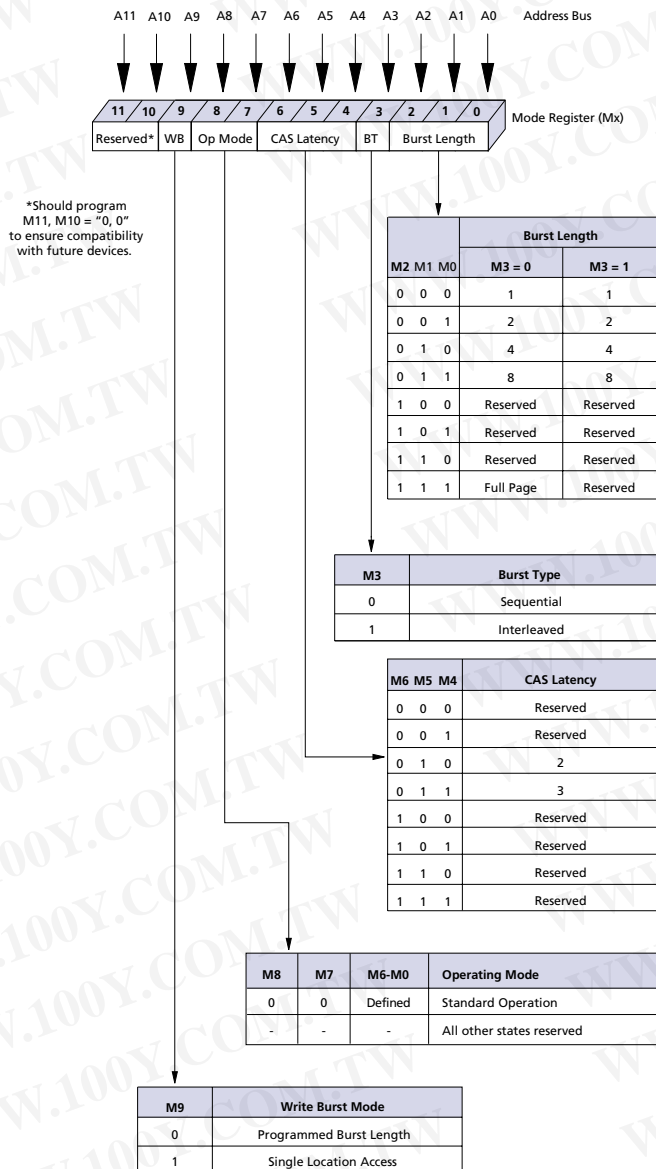 A11 A10 A9 A8 A7 A6 A5 A4 A3 A2 A1 A0 Address Bus
11 10 9 8 7 6 5 4 3 2 1 0
Mode Register (Mx)
Reserved* WB Op Mode CAS Latency BT Burst Length
*Should program
M11, M10 = "0, 0"
to ensure compatibility
with future devices.
Burst Length
M2 M1 M0 M3 = 0 M3 = 1
0 0 0 1 1
0 0 1 2 2
0 1 0 4 4
0 1 1 8 8
1 0 0 Reserved Reserved
1 0 1 Reserved Reserved
1 1 0 Reserved Reserved
1 1 1 Full Page Reserved
M3 Burst Type
0 Sequential
1 Interleaved
M6 M5 M4 CAS Latency
0 0 0 Reserved
0 0 1 Reserved
0 1 0 2
0 1 1 3
1 0 0 Reserved
1 0 1 Reserved
1 1 0 Reserved
1 1 1 Reserved
M8 M7 M6-M0 Operating Mode
0 0 Defined Standard Operation
- - - All other states reserved
M9 Write Burst Mode
0 Programmed Burst Length
1 Single Location Access
WWW.100Y.COM.TW